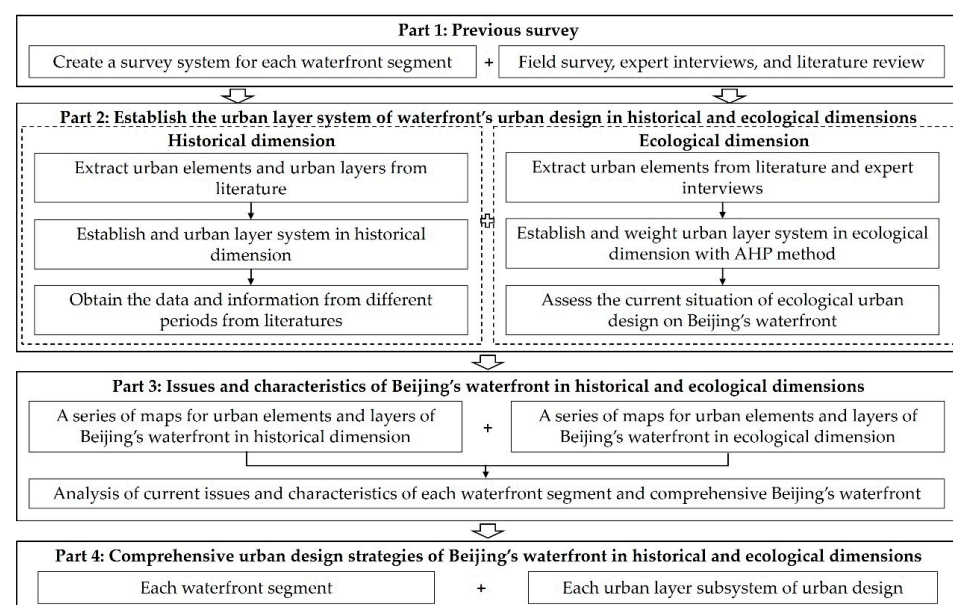 Part 1: Previous survey
Create a survey system for each waterfront segment + Field survey, expert interviews, and literature review
Part 2: Establish the urban layer system of waterfront's urban design in historical and ecological dimensions
Historical dimension
Extract urban elements and urban layers from
literature
Establish and urban layer system in historical
dimension
Obtain the data and information from different
periods from literatures
Ecological dimension
Extract urban elements from literature and expert
interviews
Establish and weight urban layer system in ecological
dimension with AHP method
Assess the current situation of ecological urban
design on Beijing's waterfront
Part 3: Issues and characteristics of Beijing's waterfront in historical and ecological dimensions
A series of maps for urban elements and layers of
Beijing's waterfront in historical dimension
+
A series of maps for urban elements and layers of
Beijing's waterfront in ecological dimension
Analysis of current issues and characteristics of each waterfront segment and comprehensive Beijing's waterfront
Part 4: Comprehensive urban design strategies of Beijing's waterfront in historical and ecological dimensions
Each waterfront segment + Each urban layer subsystem of urban design